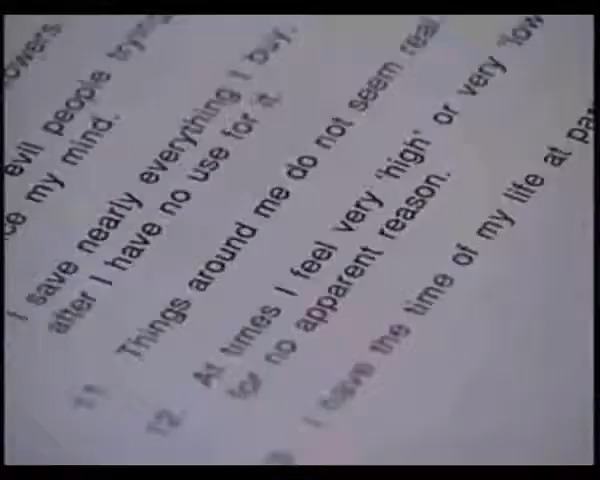 owers.
evil people trying
ce my mind.
I save nearly everything I buy,
after I have no use for it.
11. Things around me do not seem real.
12. At times I feel very 'high' or very 'low
for no apparent reason.
I have the time of my life at pa